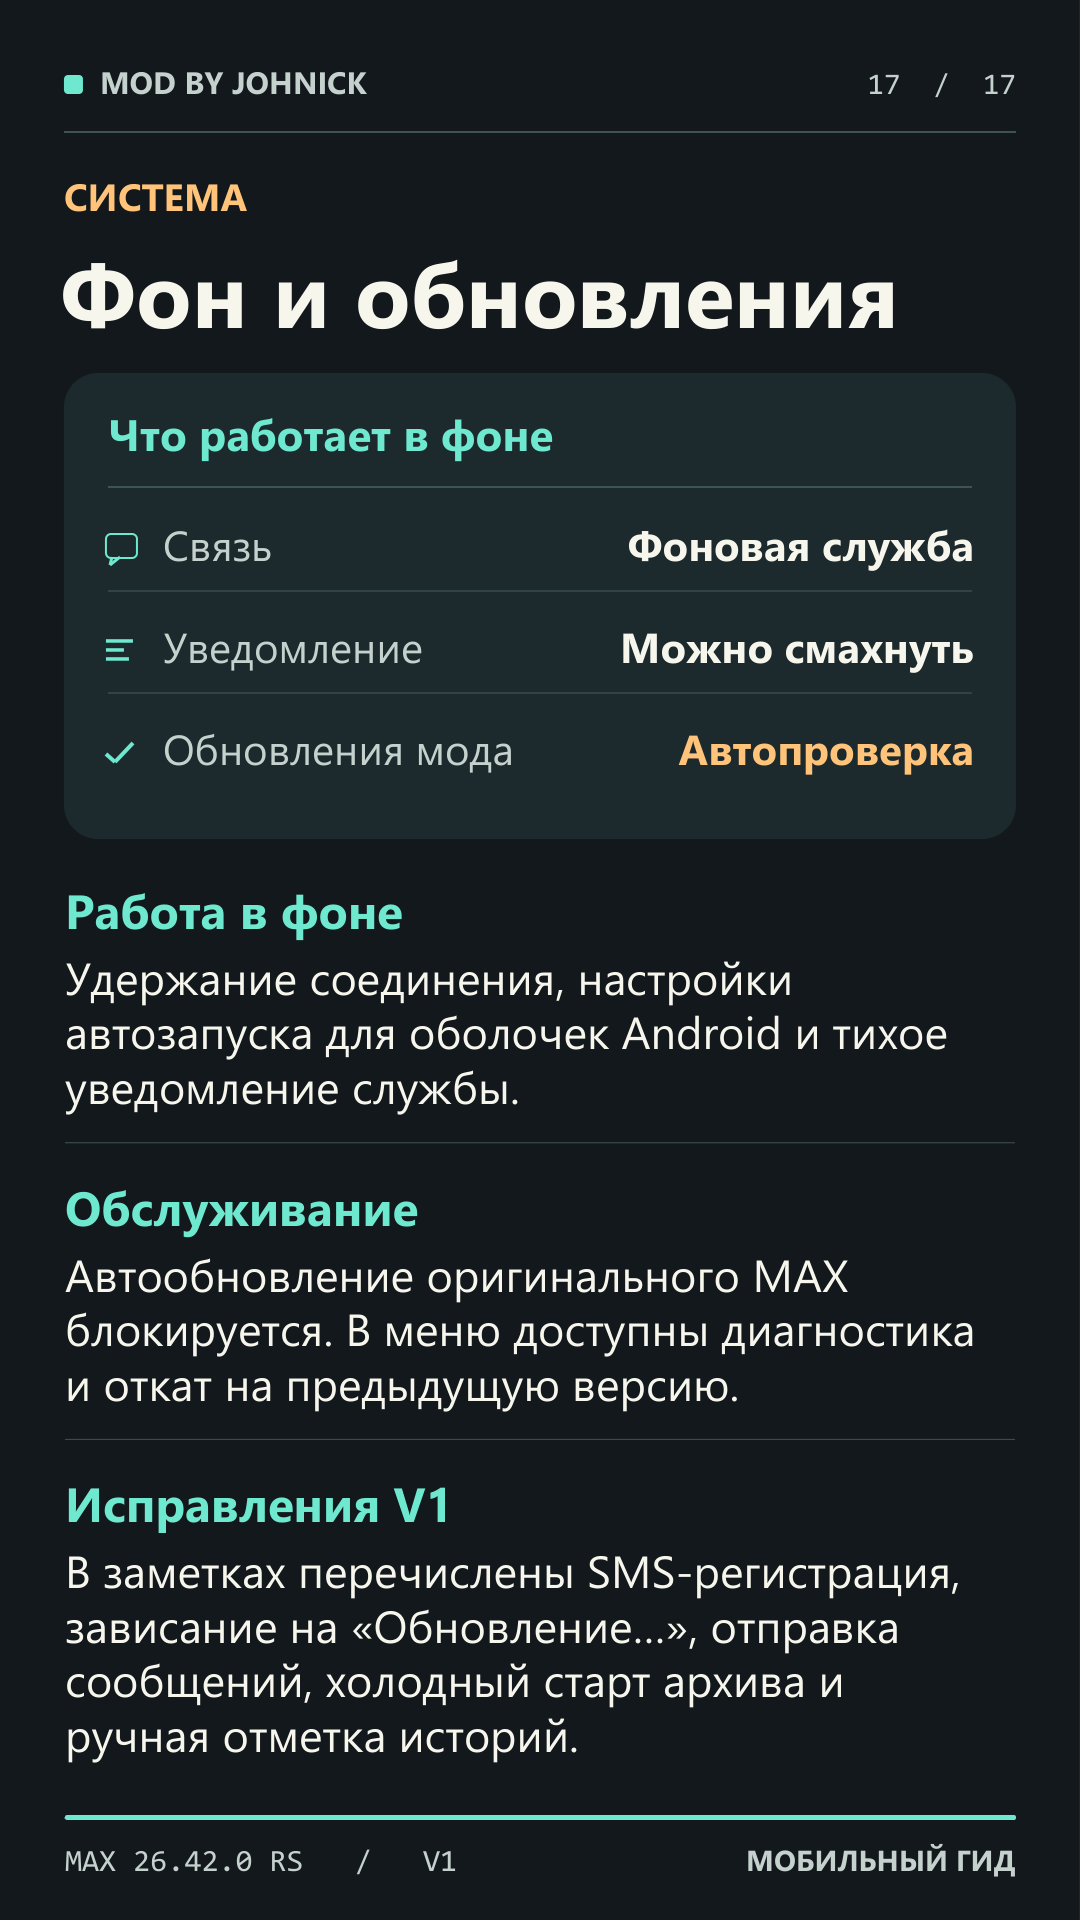 MOD BY JOHNICK
17 / 17
СИСТЕМА
Фон и обновления
Что работает в фоне
Связь Фоновая служба
Уведомление Можно смахнуть
Обновления мода Автопроверка
Работа в фоне
Удержание соединения, настройки
автозапуска для оболочек Android и тихое
уведомление службы.
Обслуживание
Автообновление оригинального MAX
блокируется. В меню доступны диагностика
и откат на предыдущую версию.
Исправления V1
В заметках перечислены SMS-регистрация,
зависание на «Обновление…», отправка
сообщений, холодный старт архива и
ручная отметка историй.
MAX 26.42.0 RS / V1
МОБИЛЬНЫЙ ГИД